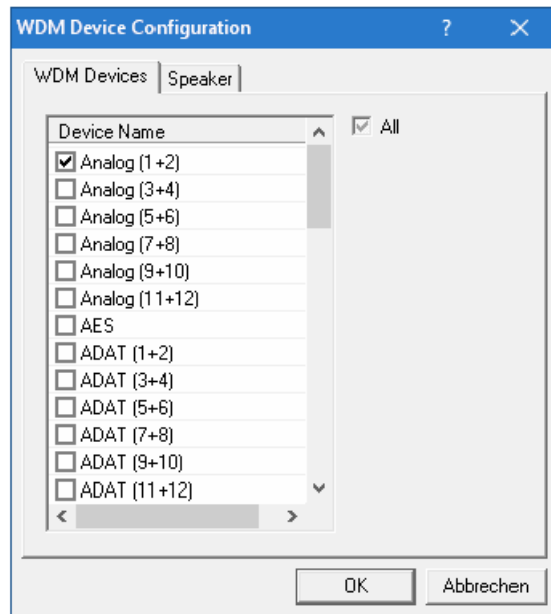 WDM Device Configuration
WDM Devices
Speaker
Device Name
All
Analog (1+2)
Analog (3+4)
Analog (5+6)
Analog (7+8)
Analog (9+10)
Analog (11+12)
AES
ADAT (1+2)
ADAT (3+4)
ADAT (5+6)
ADAT (7+8)
ADAT (9+10)
ADAT (11+12)
OK
Abbrechen